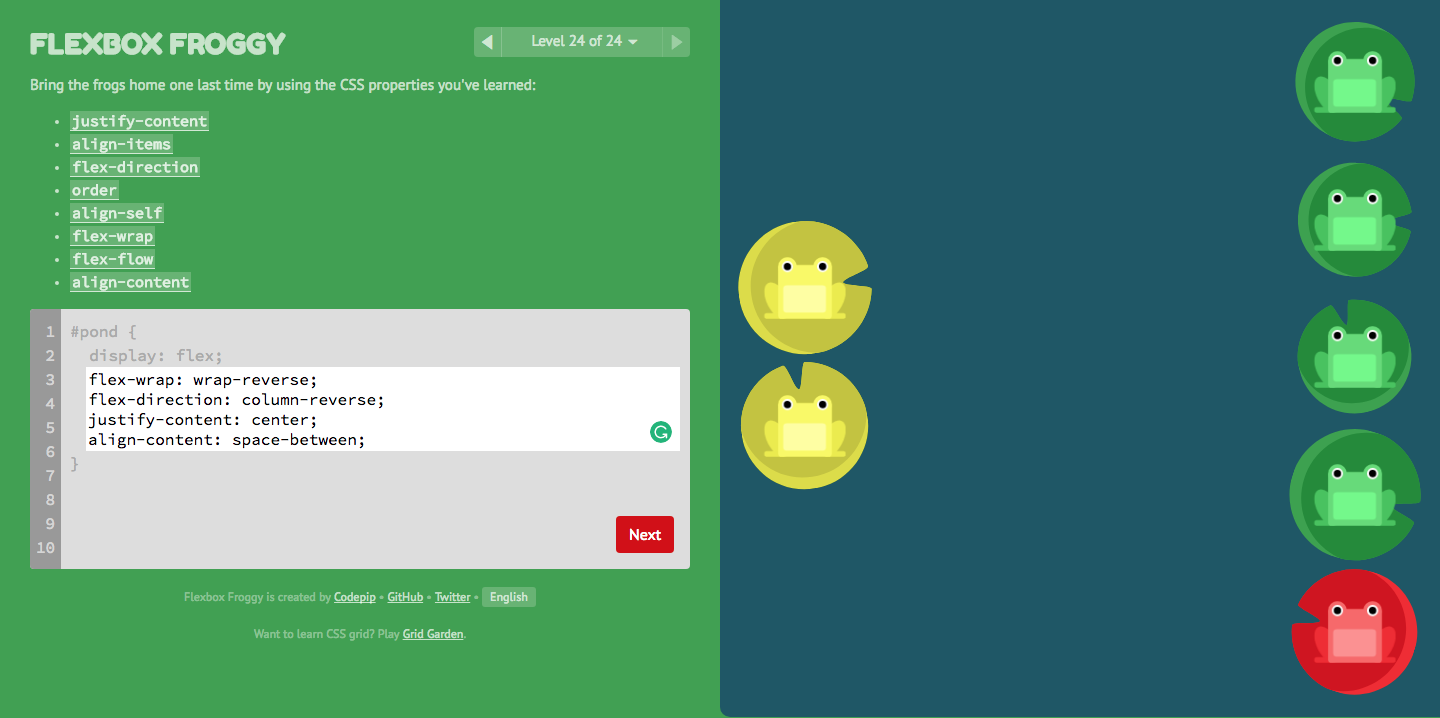 FLEXBOX FROGGY
Level 24 of 24
Bring the frogs home one last time by using the CSS properties you've learned:
• justify-content
• align-items
• flex-direction
• order
• align-self
• flex-wrap
• flex-flow
• align-content
1 #pond {
2 display: flex;
3 flex-wrap: wrap-reverse;
4 flex-direction: column-reverse;
5 justify-content: center;
6 align-content: space-between;
7 }
8
9
10
Next
Flexbox Froggy is created by Codepip • GitHub • Twitter • English
Want to learn CSS grid? Play Grid Garden.